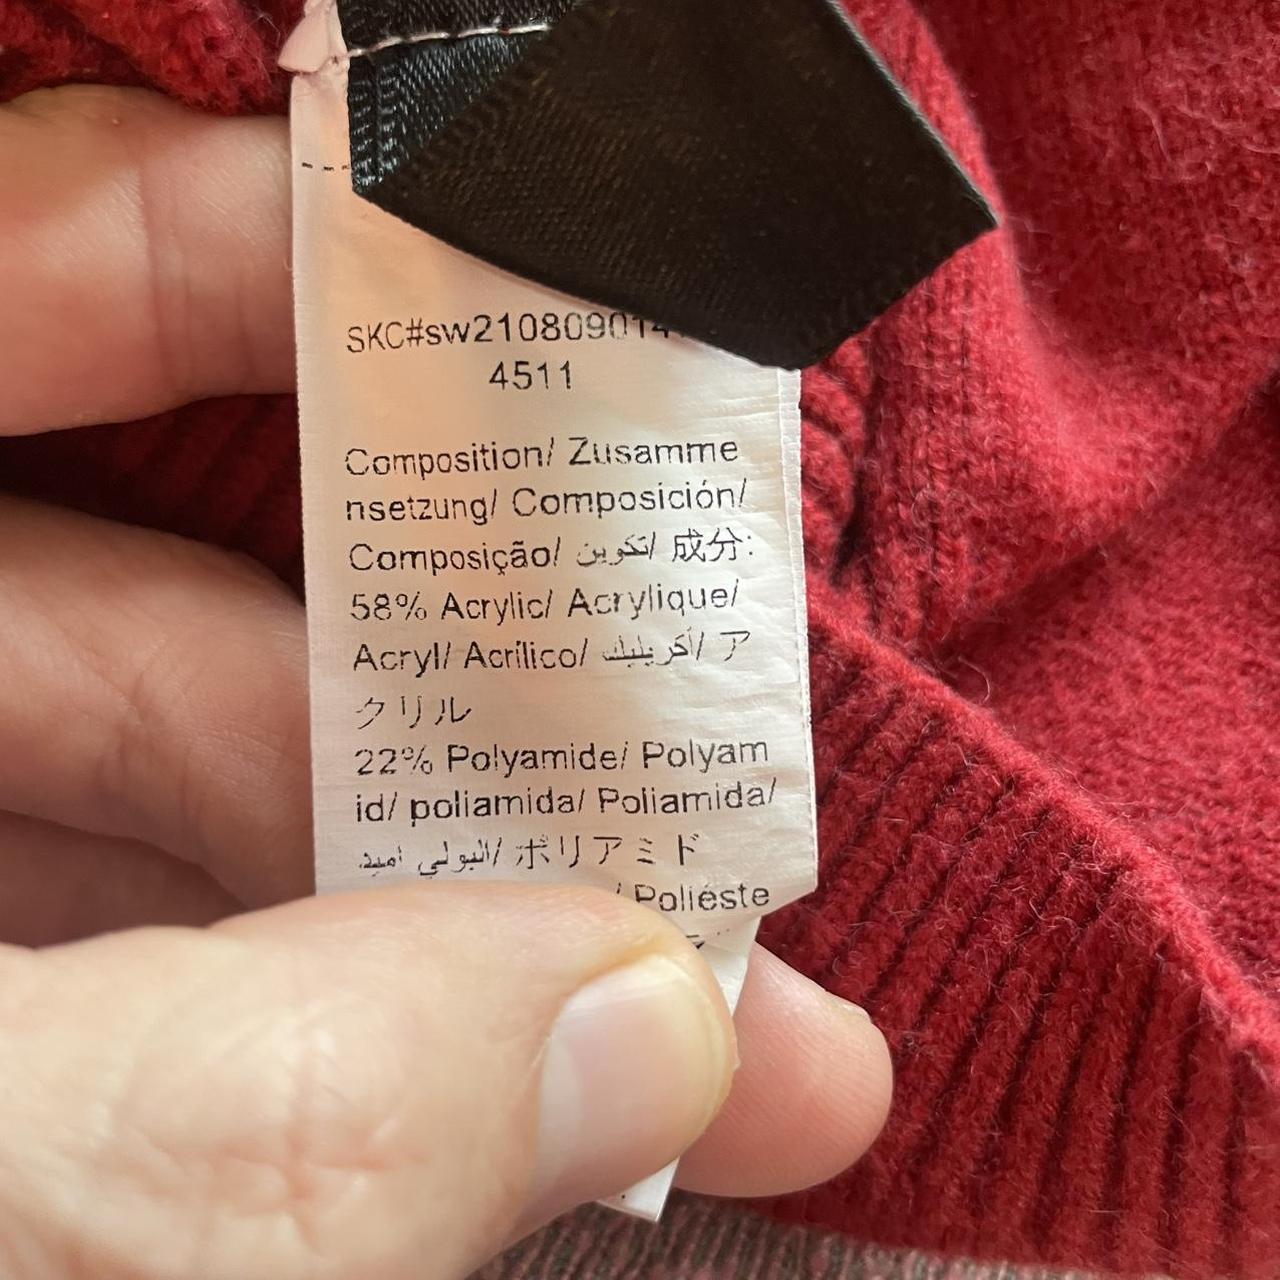 SKC#sw210809014
4511
Composition/ Zusamme
nsetzung/ Composición/
Composição/ تكوين/ 成分:
58% Acrylic/ Acrylique/
Acryl/ Acrílico/ أكريليك/ ア
クリル
22% Polyamide/ Polyam
id/ poliamida/ Poliamida/
البولي اميد/ ポリアミド
/ Poliéste